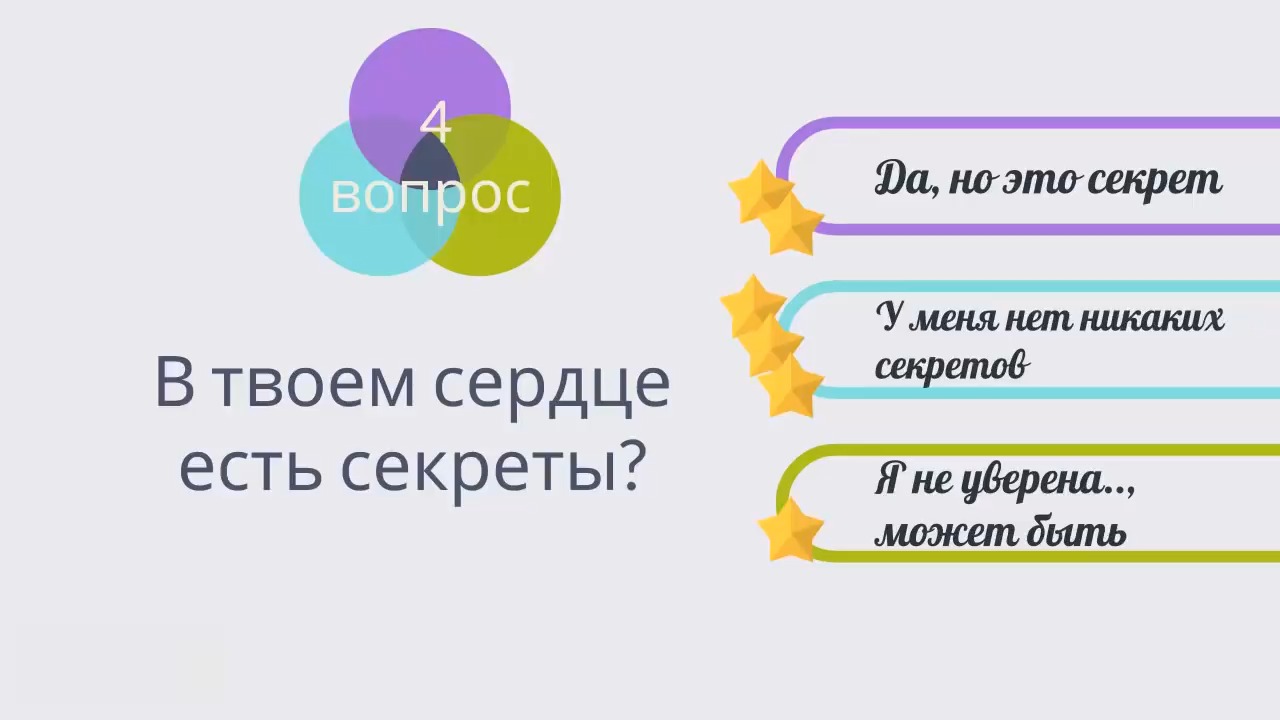 4
вопрос
В твоем сердце
есть секреты?
Да, но это секрет
У меня нет никаких
секретов
Я не уверена..,
может быть